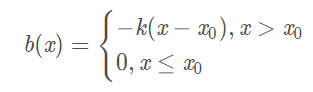 b(x) = { −k(x − x₀), x > x₀
0, x ≤ x₀